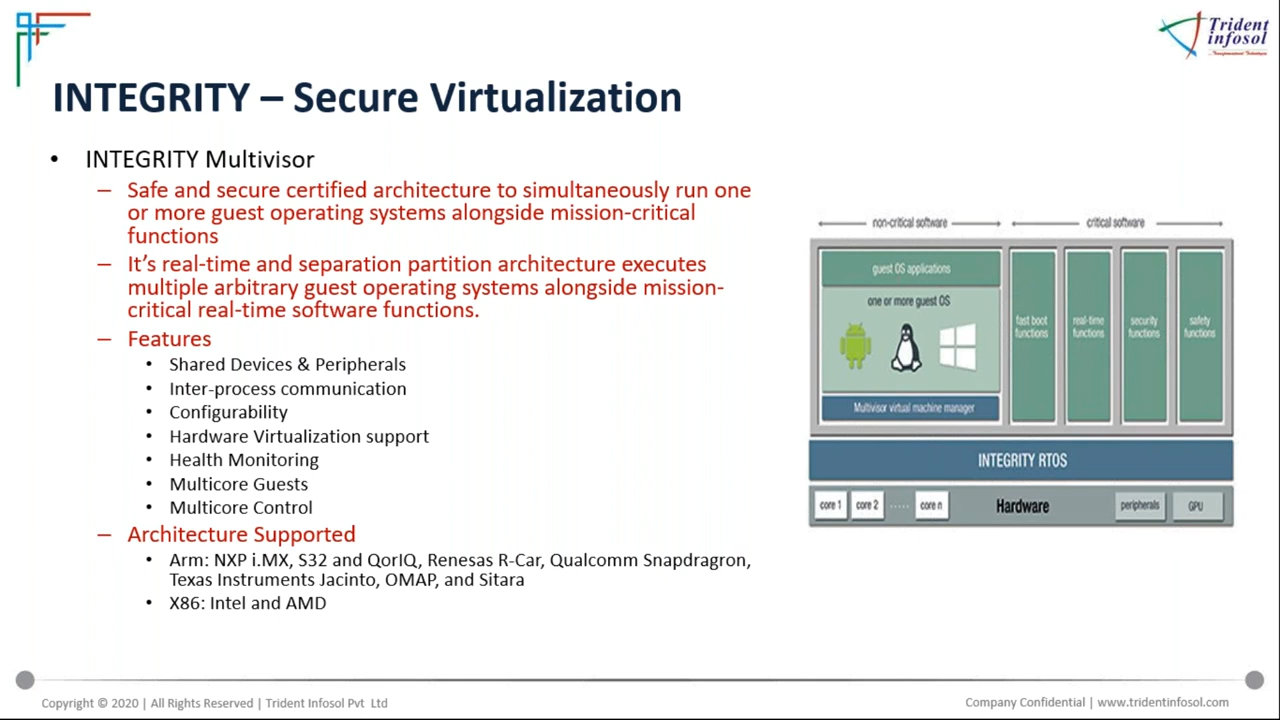 Trident
infosol
INTEGRITY – Secure Virtualization
• INTEGRITY Multivisor
– Safe and secure certified architecture to simultaneously run one
or more guest operating systems alongside mission-critical
functions
– It’s real-time and separation partition architecture executes
multiple arbitrary guest operating systems alongside mission-
critical real-time software functions.
– Features
• Shared Devices & Peripherals
• Inter-process communication
• Configurability
• Hardware Virtualization support
• Health Monitoring
• Multicore Guests
• Multicore Control
– Architecture Supported
• Arm: NXP i.MX, S32 and QorIQ, Renesas R-Car, Qualcomm Snapdragron,
Texas Instruments Jacinto, OMAP, and Sitara
• X86: Intel and AMD
non-critical software
critical software
guest OS applications
one or more guest OS
Multivisor virtual machine manager
fast boot
functions
real-time
functions
security
functions
safety
functions
INTEGRITY RTOS
core 1 core 2 ..... core n Hardware peripherals GPU
Copyright © 2020 | All Rights Reserved | Trident Infosol Pvt Ltd
Company Confidential | www.tridentinfosol.com